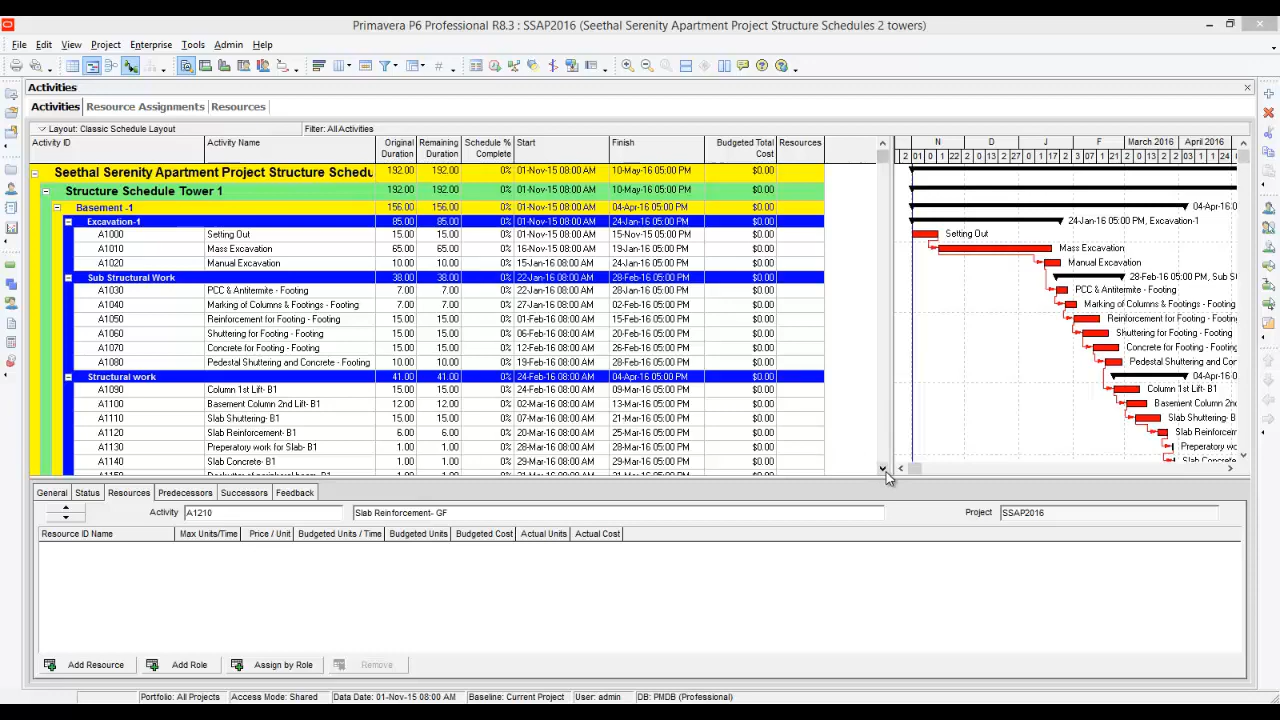 Primavera P6 Professional R8.3 : SSAP2016 (Seethal Serenity Apartment Project Structure Schedules 2 towers)
File Edit View Project Enterprise Tools Admin Help
Activities
Activities Resource Assignments Resources
Layout: Classic Schedule Layout Filter: All Activities
Activity ID Activity Name Original Duration Remaining Duration Schedule % Complete Start Finish Budgeted Total Cost Resources N D J F March 2016 April 2016
2 01 0 1 22 2 0 13 2 27 0 1 17 2 3 07 1 21 2 0 13 2 03 1 1 24
Seethal Serenity Apartment Project Structure Schedu 192.00 192.00 0% 01-Nov-15 08:00 AM 10-May-16 05:00 PM $0.00
Structure Schedule Tower 1 192.00 192.00 0% 01-Nov-15 08:00 AM 10-May-16 05:00 PM $0.00
Basement -1 156.00 156.00 0% 01-Nov-15 08:00 AM 04-Apr-16 05:00 PM $0.00 04-Apr-16 0
Excavation-1 85.00 85.00 0% 01-Nov-15 08:00 AM 24-Jan-16 05:00 PM $0.00 24-Jan-16 05:00 PM, Excavation-1
A1000 Setting Out 15.00 15.00 0% 01-Nov-15 08:00 AM 15-Nov-15 05:00 PM $0.00 Setting Out
A1010 Mass Excavation 65.00 65.00 0% 16-Nov-15 08:00 AM 19-Jan-16 05:00 PM $0.00 Mass Excavation
A1020 Manual Excavation 10.00 10.00 0% 15-Jan-16 08:00 AM 24-Jan-16 05:00 PM $0.00 Manual Excavation
Sub Structural Work 38.00 38.00 0% 22-Jan-16 08:00 AM 28-Feb-16 05:00 PM $0.00 28-Feb-16 05:00 PM, Sub S
A1030 PCC & Antitermite - Footing 7.00 7.00 0% 22-Jan-16 08:00 AM 28-Jan-16 05:00 PM $0.00 PCC & Antitermite - Footing
A1040 Marking of Columns & Footings - Footing 7.00 7.00 0% 27-Jan-16 08:00 AM 02-Feb-16 05:00 PM $0.00 Marking of Columns & Footings - Footing
A1050 Reinforcement for Footing - Footing 15.00 15.00 0% 01-Feb-16 08:00 AM 15-Feb-16 05:00 PM $0.00 Reinforcement for Footing - Footing
A1060 Shuttering for Footing - Footing 15.00 15.00 0% 06-Feb-16 08:00 AM 20-Feb-16 05:00 PM $0.00 Shuttering for Footing - Footing
A1070 Concrete for Footing - Footing 15.00 15.00 0% 12-Feb-16 08:00 AM 26-Feb-16 05:00 PM $0.00 Concrete for Footing - Footing
A1080 Pedestal Shuttering and Concrete - Footing 10.00 10.00 0% 19-Feb-16 08:00 AM 28-Feb-16 05:00 PM $0.00 Pedestal Shuttering and Co
Structural work 41.00 41.00 0% 24-Feb-16 08:00 AM 04-Apr-16 05:00 PM $0.00 04-Apr-16 0
A1090 Column 1st Lift- B1 15.00 15.00 0% 24-Feb-16 08:00 AM 09-Mar-16 05:00 PM $0.00 Column 1st Lift- B1
A1100 Basement Column 2nd Lift- B1 12.00 12.00 0% 02-Mar-16 08:00 AM 13-Mar-16 05:00 PM $0.00 Basement Column 2nd
A1110 Slab Shuttering- B1 15.00 15.00 0% 07-Mar-16 08:00 AM 21-Mar-16 05:00 PM $0.00 Slab Shuttering- B
A1120 Slab Reinforcement- B1 6.00 6.00 0% 20-Mar-16 08:00 AM 25-Mar-16 05:00 PM $0.00 Slab Reinforcem
A1130 Preperatory work for Slab- B1 1.00 1.00 0% 28-Mar-16 08:00 AM 28-Mar-16 05:00 PM $0.00 Preperatory wo
A1140 Slab Concrete- B1 1.00 1.00 0% 29-Mar-16 08:00 AM 29-Mar-16 05:00 PM $0.00
General Status Resources Predecessors Successors Feedback
Activity A1210 Slab Reinforcement- GF Project SSAP2016
Resource ID Name Max Units/Time Price / Unit Budgeted Units / Time Budgeted Units Budgeted Cost Actual Units Actual Cost
Add Resource Add Role Assign by Role Remove
Portfolio: All Projects Access Mode: Shared Data Date: 01-Nov-15 08:00 AM Baseline: Current Project User: admin DB: PMDB (Professional)